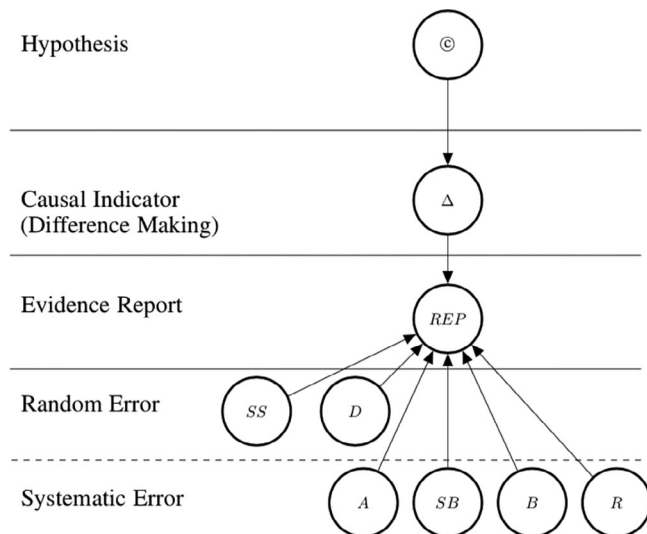 Hypothesis
©
Causal Indicator
(Difference Making)
Δ
Evidence Report
REP
Random Error
SS
D
Systematic Error
A
SB
B
R